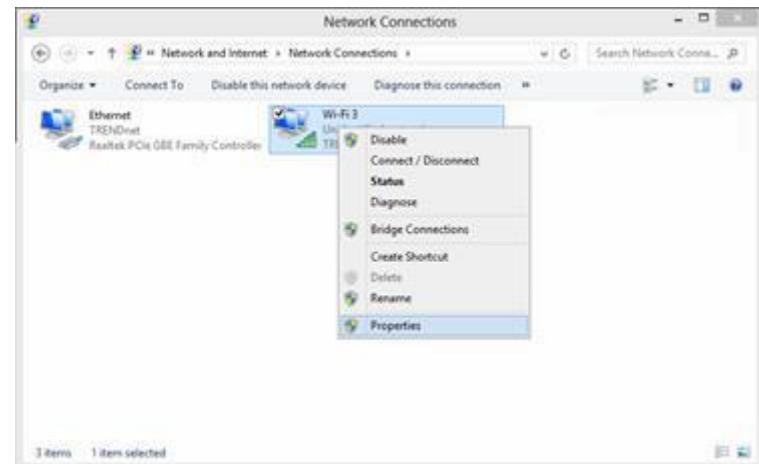 Network Connections
Network and Internet Network Connections
Search Network Conne...
Organize Connect To Disable this network device Diagnose this connection »
Ethernet
TRENDnet
Realtek PCIe GBE Family Controller
Wi-Fi 3
Disable
Connect / Disconnect
Status
Diagnose
Bridge Connections
Create Shortcut
Delete
Rename
Properties
3 items 1 item selected